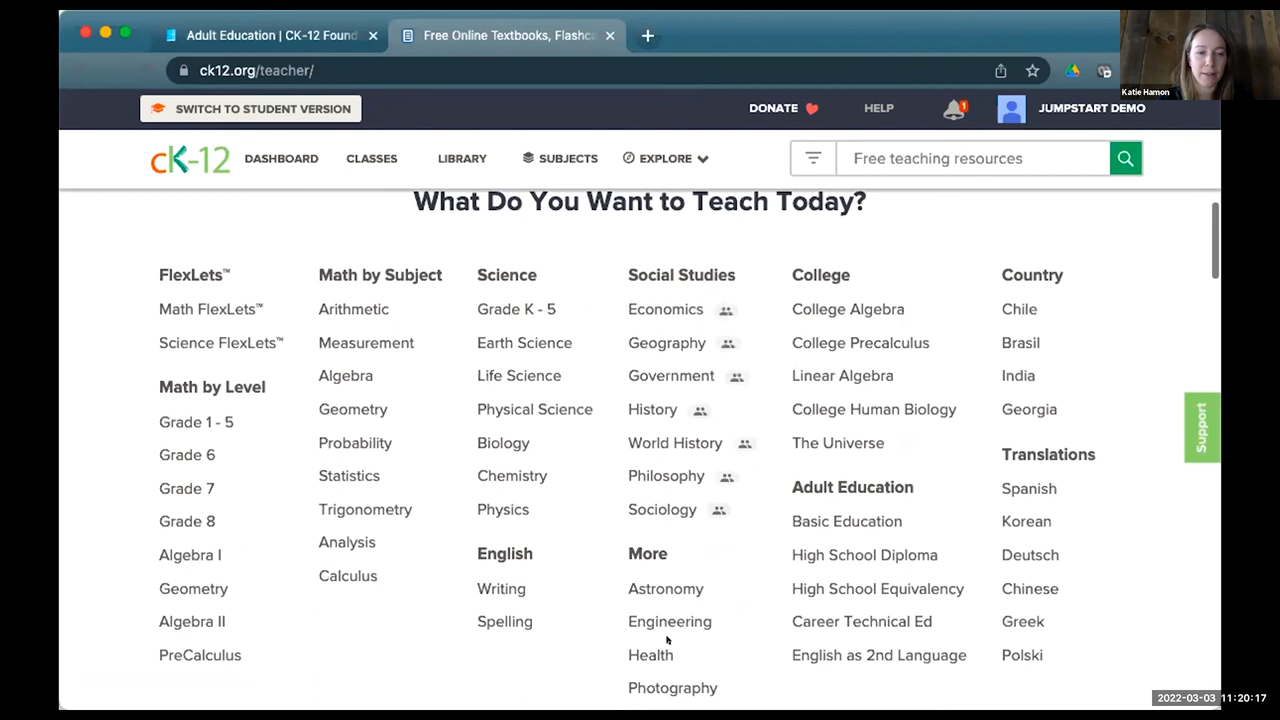 Adult Education | CK-12 Found
Free Online Textbooks, Flashca
ck12.org/teacher/
Katie Hamon
SWITCH TO STUDENT VERSION
DONATE
HELP
1
JUMPSTART DEMO
cK-12
DASHBOARD
CLASSES
LIBRARY
SUBJECTS
EXPLORE
Free teaching resources
What Do You Want to Teach Today?
FlexLets™
Math FlexLets™
Science FlexLets™
Math by Level
Grade 1 - 5
Grade 6
Grade 7
Grade 8
Algebra I
Geometry
Algebra II
PreCalculus
Math by Subject
Arithmetic
Measurement
Algebra
Geometry
Probability
Statistics
Trigonometry
Analysis
Calculus
Science
Grade K - 5
Earth Science
Life Science
Physical Science
Biology
Chemistry
Physics
English
Writing
Spelling
Social Studies
Economics
Geography
Government
History
World History
Philosophy
Sociology
More
Astronomy
Engineering
Health
Photography
College
College Algebra
College Precalculus
Linear Algebra
College Human Biology
The Universe
Adult Education
Basic Education
High School Diploma
High School Equivalency
Career Technical Ed
English as 2nd Language
Country
Chile
Brasil
India
Georgia
Translations
Spanish
Korean
Deutsch
Chinese
Greek
Polski
Support
2022-03-03 11:20:17